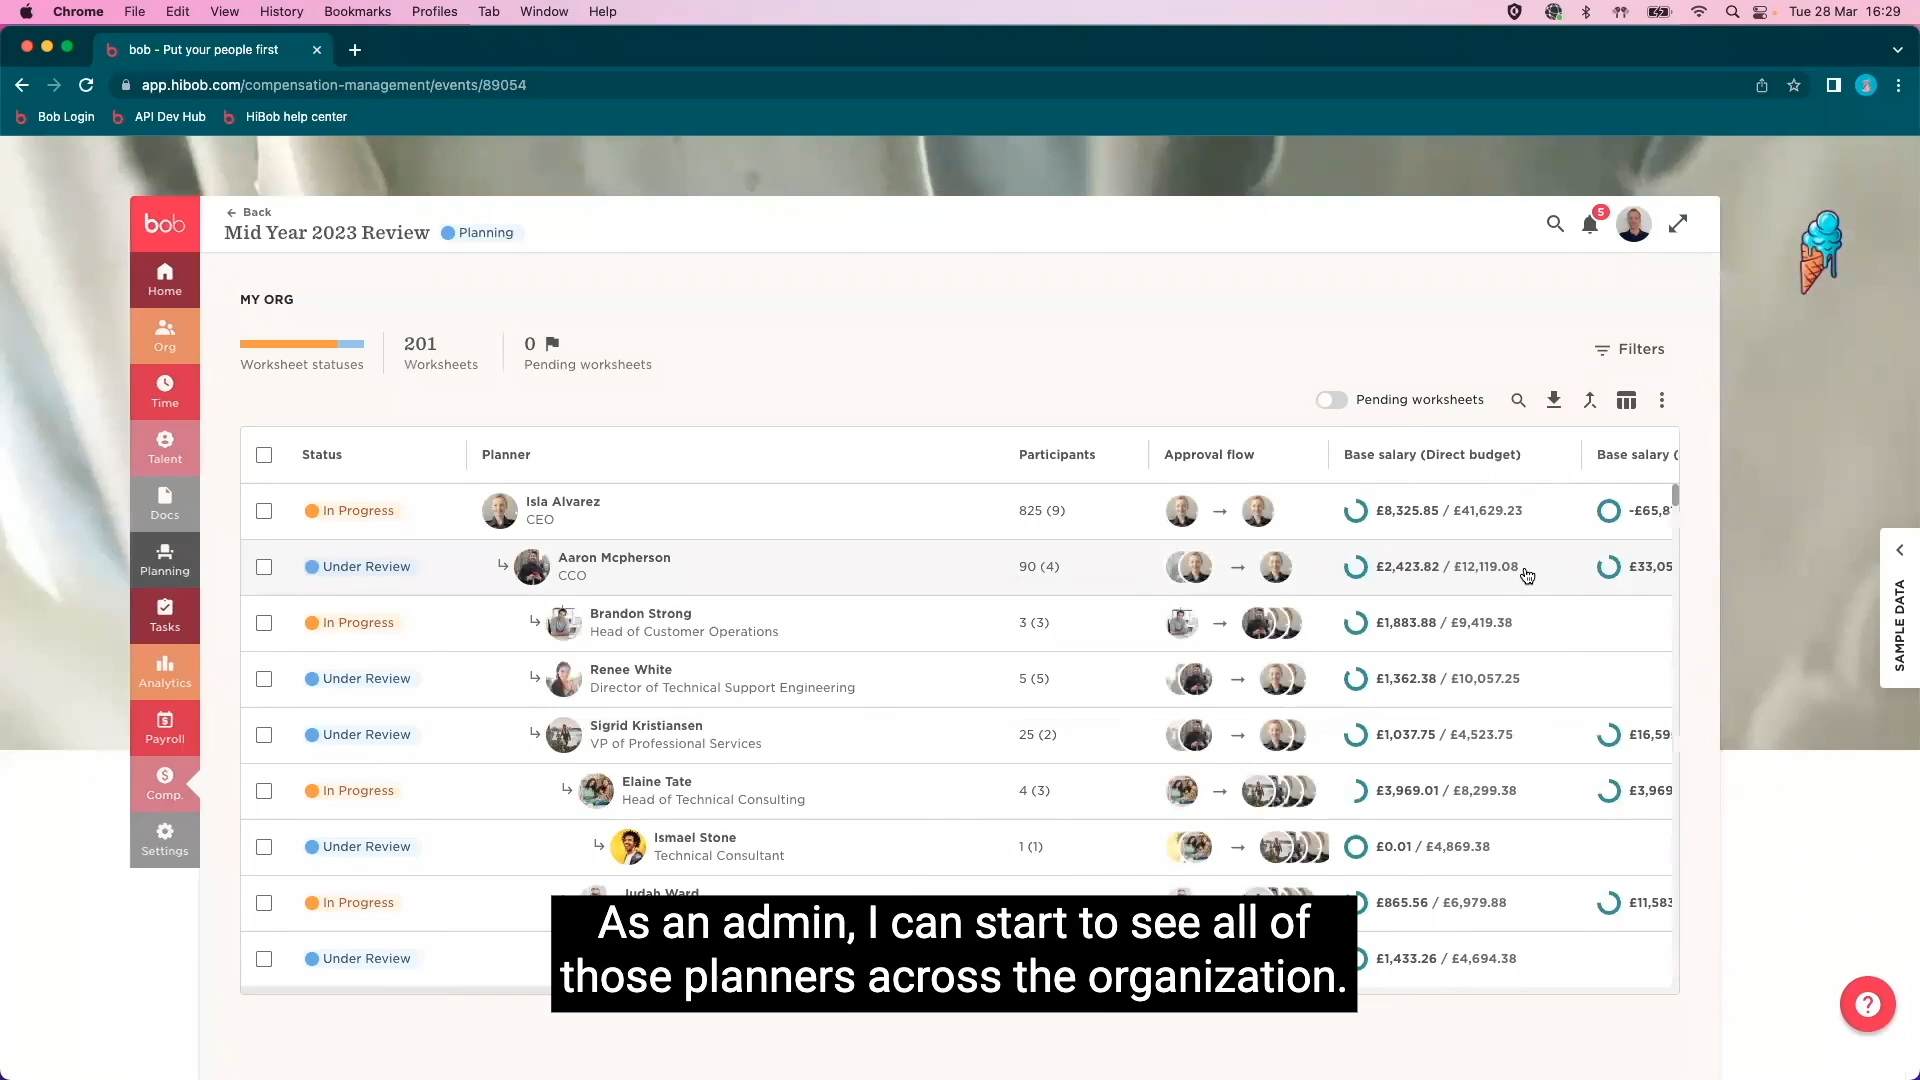 Chrome File Edit View History Bookmarks Profiles Tab Window Help Tue 28 Mar 16:29
bob - Put your people first
app.hibob.com/compensation-management/events/89054
Bob Login API Dev Hub HiBob help center
bob
Home
Org
Time
Talent
Docs
Planning
Tasks
Analytics
Payroll
Comp.
Settings
Back
Mid Year 2023 Review Planning
5
MY ORG
201 0
Worksheet statuses Worksheets Pending worksheets
Filters
Pending worksheets
Status Planner Participants Approval flow Base salary (Direct budget) Base salary (
In Progress Isla Alvarez 825 (9) £8,325.85 / £41,629.23
CEO
Under Review Aaron Mcpherson 90 (4) £2,423.82 / £12,119.08 £33,05
CCO
In Progress Brandon Strong 3 (3) £1,883.88 / £9,419.38
Head of Customer Operations
Under Review Renee White 5 (5) £1,362.38 / £10,057.25
Director of Technical Support Engineering
Under Review Sigrid Kristiansen 25 (2) £1,037.75 / £4,523.75 £16,59
VP of Professional Services
In Progress Elaine Tate 4 (3) £3,969.01 / £8,299.38 £3,969
Head of Technical Consulting
Under Review Ismael Stone 1 (1) £0.01 / £4,869.38
Technical Consultant
In Progress Judah Ward £865.56 / £6,979.88 £11,583
Under Review £1,433.26 / £4,694.38
As an admin, I can start to see all of
those planners across the organization.
SAMPLE DATA